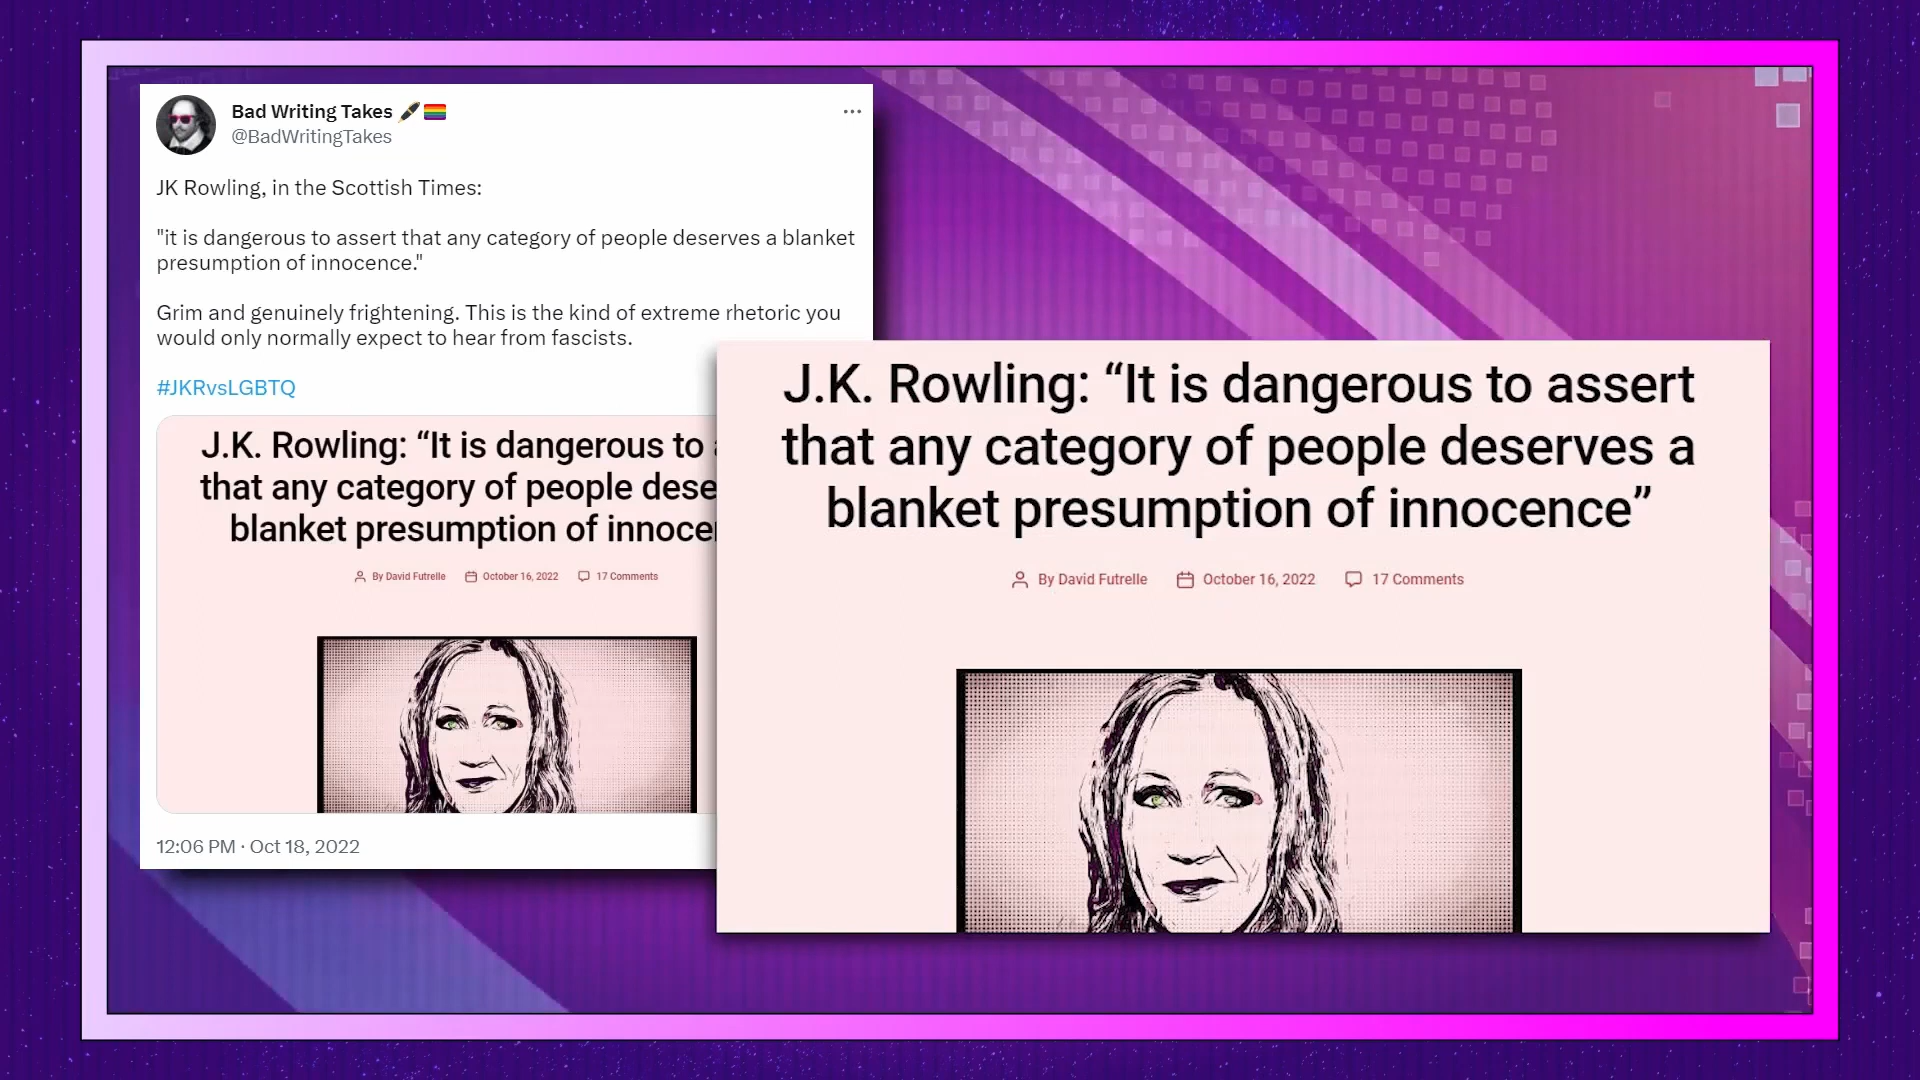 Bad Writing Takes 🖋️🏳️‍🌈
@BadWritingTakes
JK Rowling, in the Scottish Times:
"it is dangerous to assert that any category of people deserves a blanket
presumption of innocence."
Grim and genuinely frightening. This is the kind of extreme rhetoric you
would only normally expect to hear from fascists.
#JKRvsLGBTQ
J.K. Rowling: “It is dangerous to
that any category of people dese
blanket presumption of innocen
By David Futrelle October 16, 2022 17 Comments
12:06 PM · Oct 18, 2022
J.K. Rowling: “It is dangerous to assert
that any category of people deserves a
blanket presumption of innocence”
By David Futrelle October 16, 2022 17 Comments